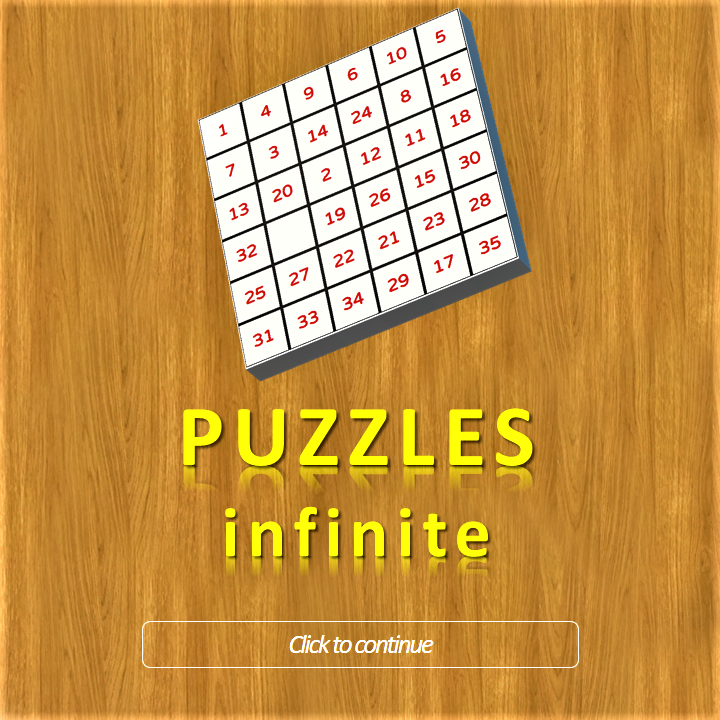 1 4 9 6 10 5
7 3 14 24 8 16
13 20 2 12 11 18
32 19 26 15 30
25 27 22 21 23 28
31 33 34 29 17 35
PUZZLES
infinite
Click to continue